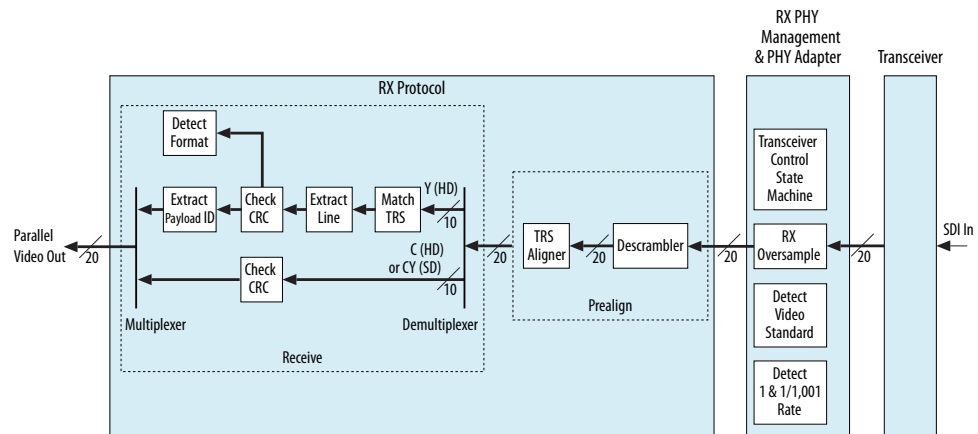 RX PHY
Management
& PHY Adapter
Transceiver
RX Protocol
Detect
Format
Transceiver
Control
State
Machine
Extract
Payload ID
Check
CRC
Extract
Line
Match
TRS
Y (HD)
10
Parallel
Video Out
20
C (HD)
or CY (SD)
10
Check
CRC
20
TRS
Aligner
20
Descrambler
20
RX
Oversample
20
SDI In
Multiplexer
Demultiplexer
Prealign
Detect
Video
Standard
Receive
Detect
1 & 1/1,001
Rate